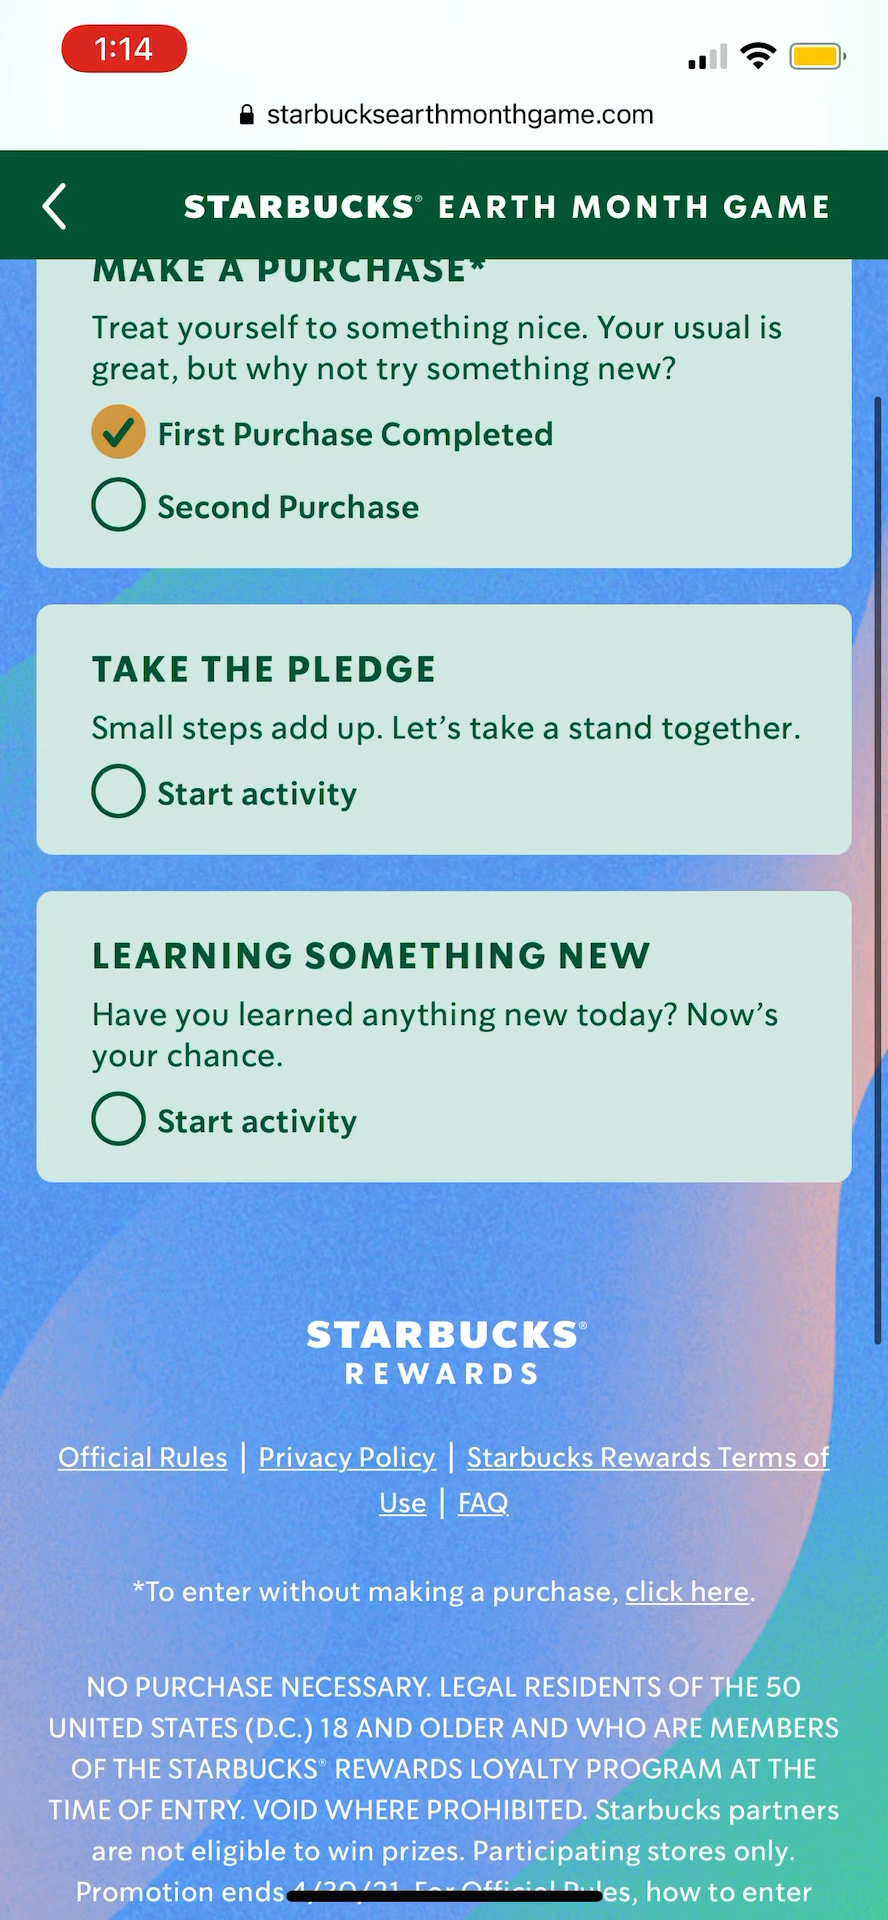 1:14
starbucksearthmonthgame.com
STARBUCKS® EARTH MONTH GAME
MAKE A PURCHASE*
Treat yourself to something nice. Your usual is
great, but why not try something new?
First Purchase Completed
Second Purchase
TAKE THE PLEDGE
Small steps add up. Let's take a stand together.
Start activity
LEARNING SOMETHING NEW
Have you learned anything new today? Now's
your chance.
Start activity
STARBUCKS®
REWARDS
Official Rules | Privacy Policy | Starbucks Rewards Terms of
Use | FAQ
*To enter without making a purchase, click here.
NO PURCHASE NECESSARY. LEGAL RESIDENTS OF THE 50
UNITED STATES (D.C.) 18 AND OLDER AND WHO ARE MEMBERS
OF THE STARBUCKS® REWARDS LOYALTY PROGRAM AT THE
TIME OF ENTRY. VOID WHERE PROHIBITED. Starbucks partners
are not eligible to win prizes. Participating stores only.
Promotion ends 4/30/21. For Official Rules, how to enter